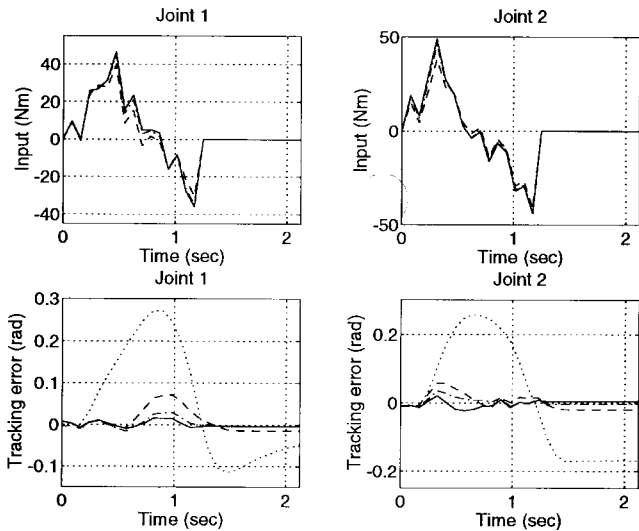 Joint 1
Input (Nm)
40
20
0
-20
-40
0
1
2
Time (sec)
Joint 2
Input (Nm)
50
0
-50
0
1
2
Time (sec)
Joint 1
Tracking error (rad)
0.3
0.2
0.1
0
-0.1
0
1
2
Time (sec)
Joint 2
Tracking error (rad)
0.2
0
-0.2
0
1
2
Time (sec)